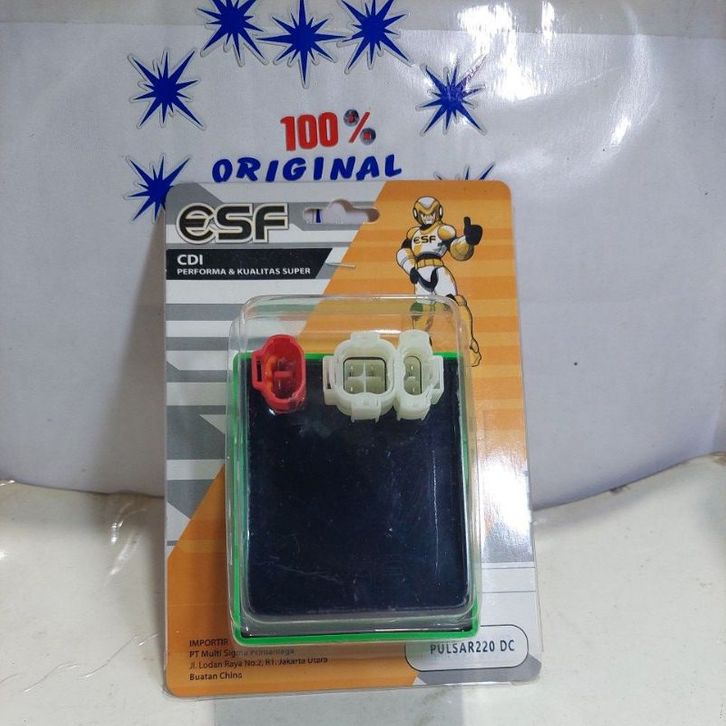 100%
ORIGINAL
ESF
CDI
PERFORMA & KUALITAS SUPER
ESF
IMPORTIR
PT Multi Sigma Primaniaga
Jl. Lodan Raya No.2, Jakarta Utara
Buatan China
PULSAR220 DC